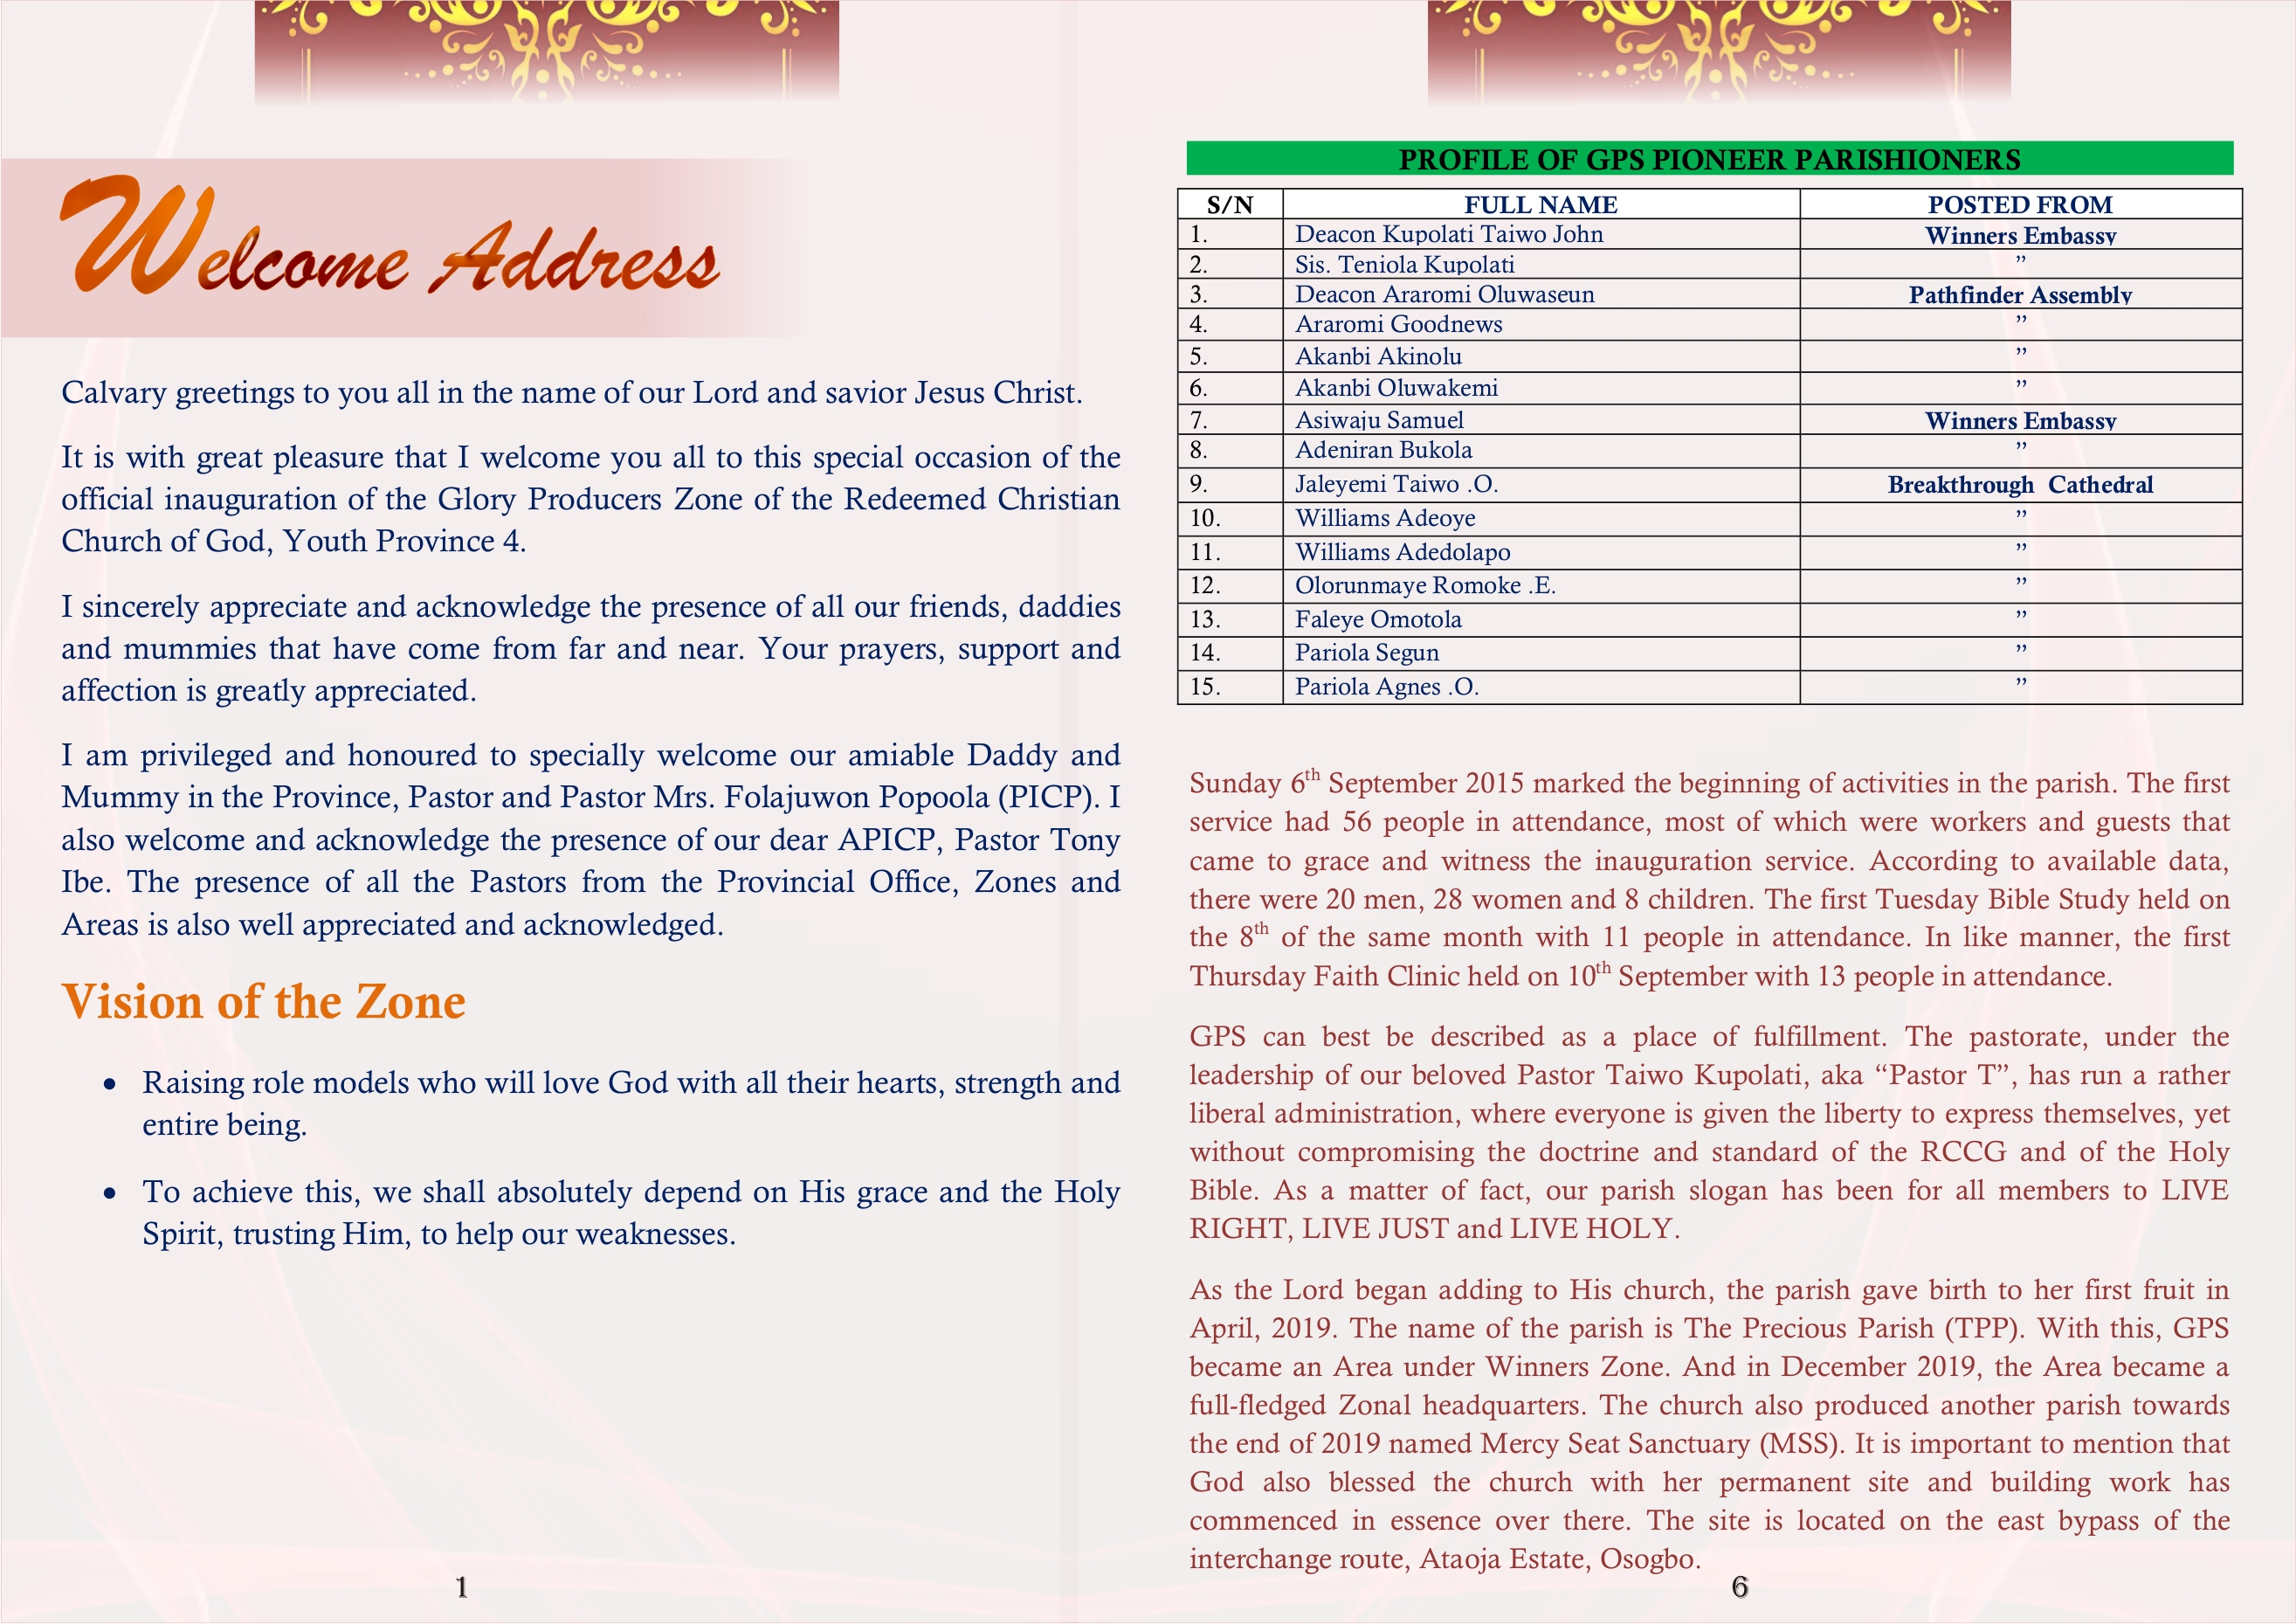 Welcome Address
Calvary greetings to you all in the name of our Lord and savior Jesus Christ.
It is with great pleasure that I welcome you all to this special occasion of the
official inauguration of the Glory Producers Zone of the Redeemed Christian
Church of God, Youth Province 4.
I sincerely appreciate and acknowledge the presence of all our friends, daddies
and mummies that have come from far and near. Your prayers, support and
affection is greatly appreciated.
I am privileged and honoured to specially welcome our amiable Daddy and
Mummy in the Province, Pastor and Pastor Mrs. Folajuwon Popoola (PICP). I
also welcome and acknowledge the presence of our dear APICP, Pastor Tony
Ibe. The presence of all the Pastors from the Provincial Office, Zones and
Areas is also well appreciated and acknowledged.
Vision of the Zone
• Raising role models who will love God with all their hearts, strength and
entire being.
• To achieve this, we shall absolutely depend on His grace and the Holy
Spirit, trusting Him, to help our weaknesses.
1
PROFILE OF GPS PIONEER PARISHIONERS
S/N FULL NAME POSTED FROM
1. Deacon Kupolati Taiwo John Winners Embassy
2. Sis. Teniola Kupolati ”
3. Deacon Araromi Oluwaseun Pathfinder Assembly
4. Araromi Goodnews ”
5. Akanbi Akinolu ”
6. Akanbi Oluwakemi ”
7. Asiwaju Samuel Winners Embassy
8. Adeniran Bukola ”
9. Jaleyemi Taiwo .O. Breakthrough Cathedral
10. Williams Adeoye ”
11. Williams Adedolapo ”
12. Olorunmaye Romoke .E. ”
13. Faleye Omotola ”
14. Pariola Segun ”
15. Pariola Agnes .O. ”
Sunday 6th September 2015 marked the beginning of activities in the parish. The first
service had 56 people in attendance, most of which were workers and guests that
came to grace and witness the inauguration service. According to available data,
there were 20 men, 28 women and 8 children. The first Tuesday Bible Study held on
the 8th of the same month with 11 people in attendance. In like manner, the first
Thursday Faith Clinic held on 10th September with 13 people in attendance.
GPS can best be described as a place of fulfillment. The pastorate, under the
leadership of our beloved Pastor Taiwo Kupolati, aka “Pastor T”, has run a rather
liberal administration, where everyone is given the liberty to express themselves, yet
without compromising the doctrine and standard of the RCCG and of the Holy
Bible. As a matter of fact, our parish slogan has been for all members to LIVE
RIGHT, LIVE JUST and LIVE HOLY.
As the Lord began adding to His church, the parish gave birth to her first fruit in
April, 2019. The name of the parish is The Precious Parish (TPP). With this, GPS
became an Area under Winners Zone. And in December 2019, the Area became a
full-fledged Zonal headquarters. The church also produced another parish towards
the end of 2019 named Mercy Seat Sanctuary (MSS). It is important to mention that
God also blessed the church with her permanent site and building work has
commenced in essence over there. The site is located on the east bypass of the
interchange route, Ataoja Estate, Osogbo.
6